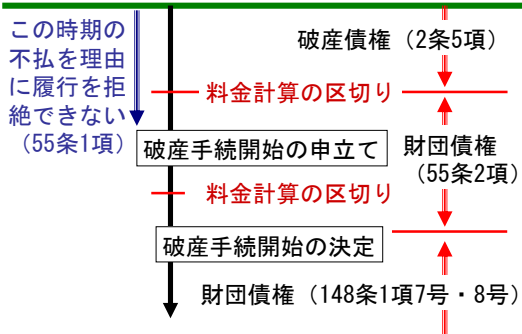 この時期の
不払を理由
に履行を拒
絶できない
（55条1項）
破産債権（2条5項）
料金計算の区切り
破産手続開始の申立て
財団債権
（55条2項）
料金計算の区切り
破産手続開始の決定
財団債権（148条1項7号・8号）